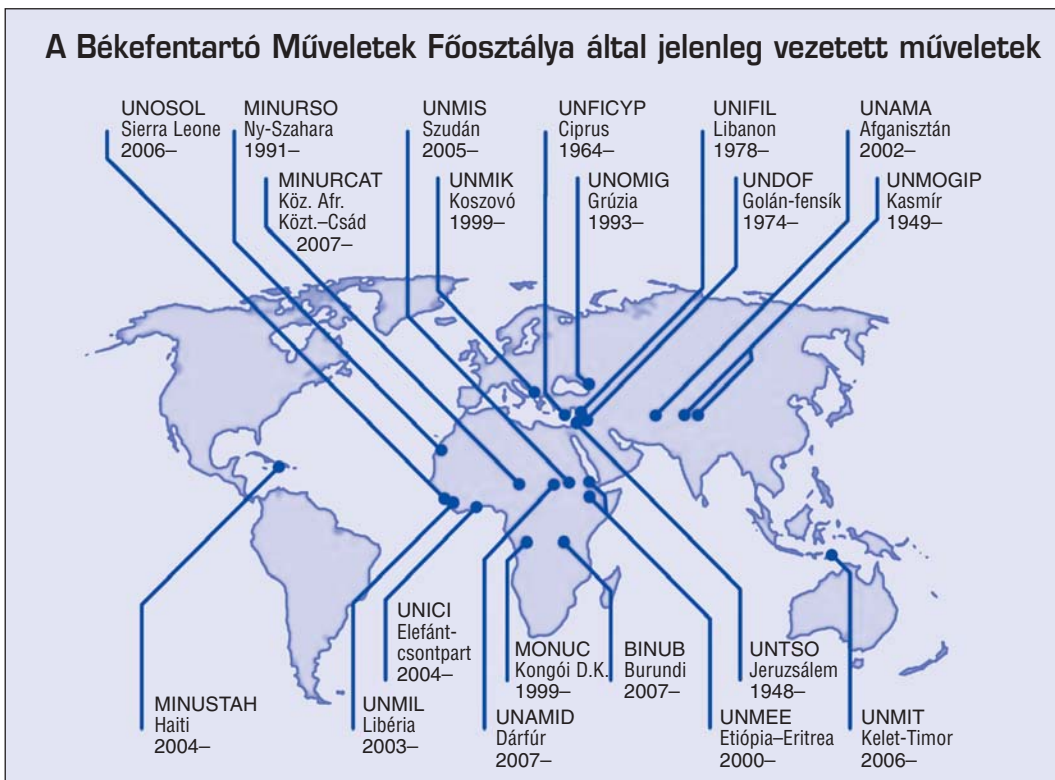 A Békefentartó Műveletek Főosztálya által jelenleg vezetett műveletek
UNOSOL
Sierra Leone
2006–
MINURSO
Ny-Szahara
1991–
UNMIS
Szudán
2005–
UNFICYP
Ciprus
1964–
UNIFIL
Libanon
1978–
UNAMA
Afganisztán
2002–
MINURCAT
Köz. Afr.
Közt.–Csád
2007–
UNMIK
Koszovó
1999–
UNOMIG
Grúzia
1993–
UNDOF
Golán-fensík
1974–
UNMOGIP
Kasmír
1949–
MINUSTAH
Haiti
2004–
UNMIL
Libéria
2003–
UNICI
Elefánt-
csontpart
2004–
UNAMID
Dárfúr
2007–
MONUC
Kongói D.K.
1999–
BINUB
Burundi
2007–
UNMEE
Etiópia–Eritrea
2000–
UNTSO
Jeruzsálem
1948–
UNMIT
Kelet-Timor
2006–